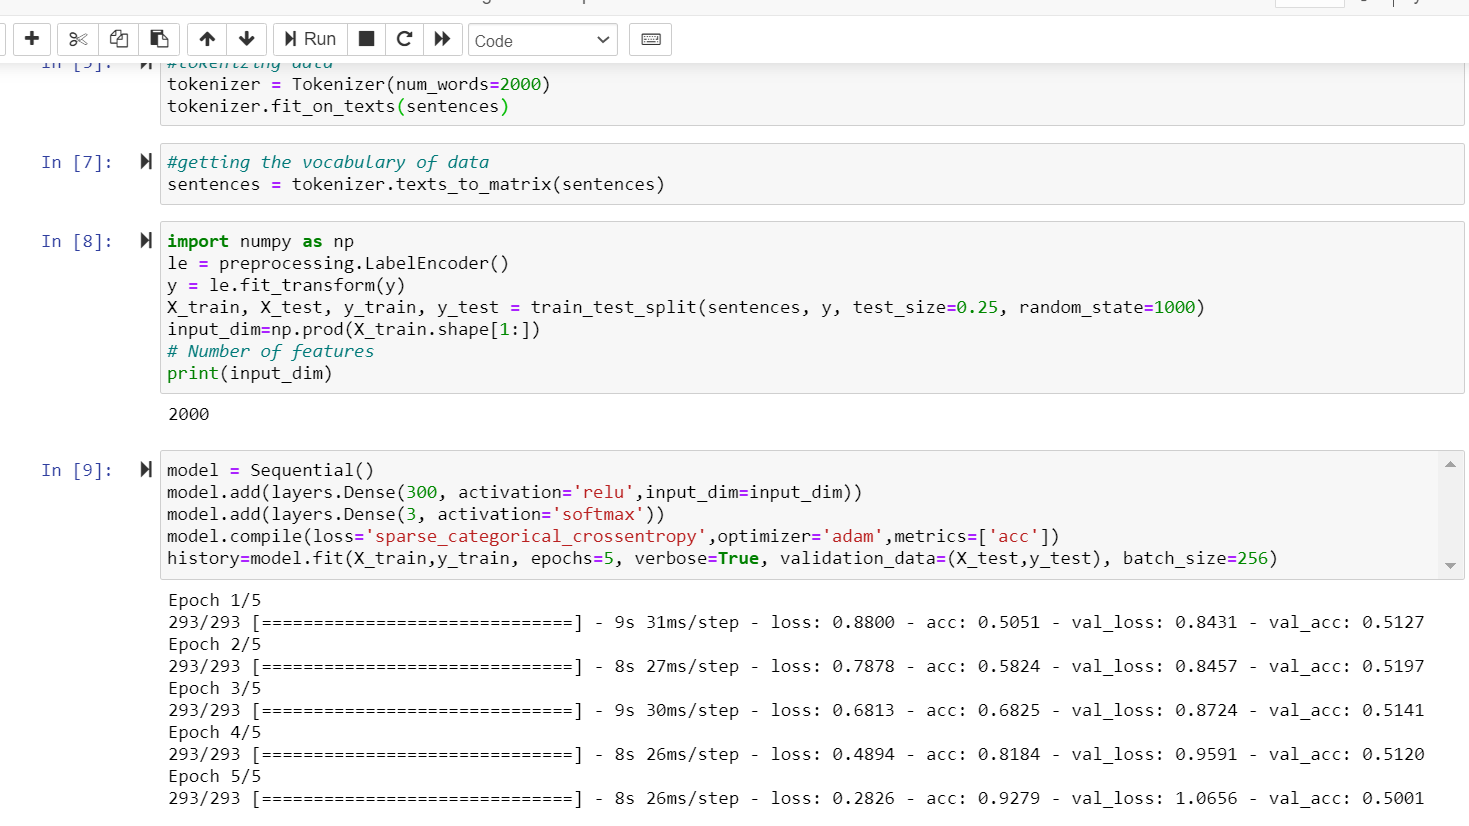 Run
Code
In [5]:
#tokenizing data
tokenizer = Tokenizer(num_words=2000)
tokenizer.fit_on_texts(sentences)
In [7]:
#getting the vocabulary of data
sentences = tokenizer.texts_to_matrix(sentences)
In [8]:
import numpy as np
le = preprocessing.LabelEncoder()
y = le.fit_transform(y)
X_train, X_test, y_train, y_test = train_test_split(sentences, y, test_size=0.25, random_state=1000)
input_dim=np.prod(X_train.shape[1:])
# Number of features
print(input_dim)
2000
In [9]:
model = Sequential()
model.add(layers.Dense(300, activation='relu',input_dim=input_dim))
model.add(layers.Dense(3, activation='softmax'))
model.compile(loss='sparse_categorical_crossentropy',optimizer='adam',metrics=['acc'])
history=model.fit(X_train,y_train, epochs=5, verbose=True, validation_data=(X_test,y_test), batch_size=256)
Epoch 1/5
293/293 [==============================] - 9s 31ms/step - loss: 0.8800 - acc: 0.5051 - val_loss: 0.8431 - val_acc: 0.5127
Epoch 2/5
293/293 [==============================] - 8s 27ms/step - loss: 0.7878 - acc: 0.5824 - val_loss: 0.8457 - val_acc: 0.5197
Epoch 3/5
293/293 [==============================] - 9s 30ms/step - loss: 0.6813 - acc: 0.6825 - val_loss: 0.8724 - val_acc: 0.5141
Epoch 4/5
293/293 [==============================] - 8s 26ms/step - loss: 0.4894 - acc: 0.8184 - val_loss: 0.9591 - val_acc: 0.5120
Epoch 5/5
293/293 [==============================] - 8s 26ms/step - loss: 0.2826 - acc: 0.9279 - val_loss: 1.0656 - val_acc: 0.5001